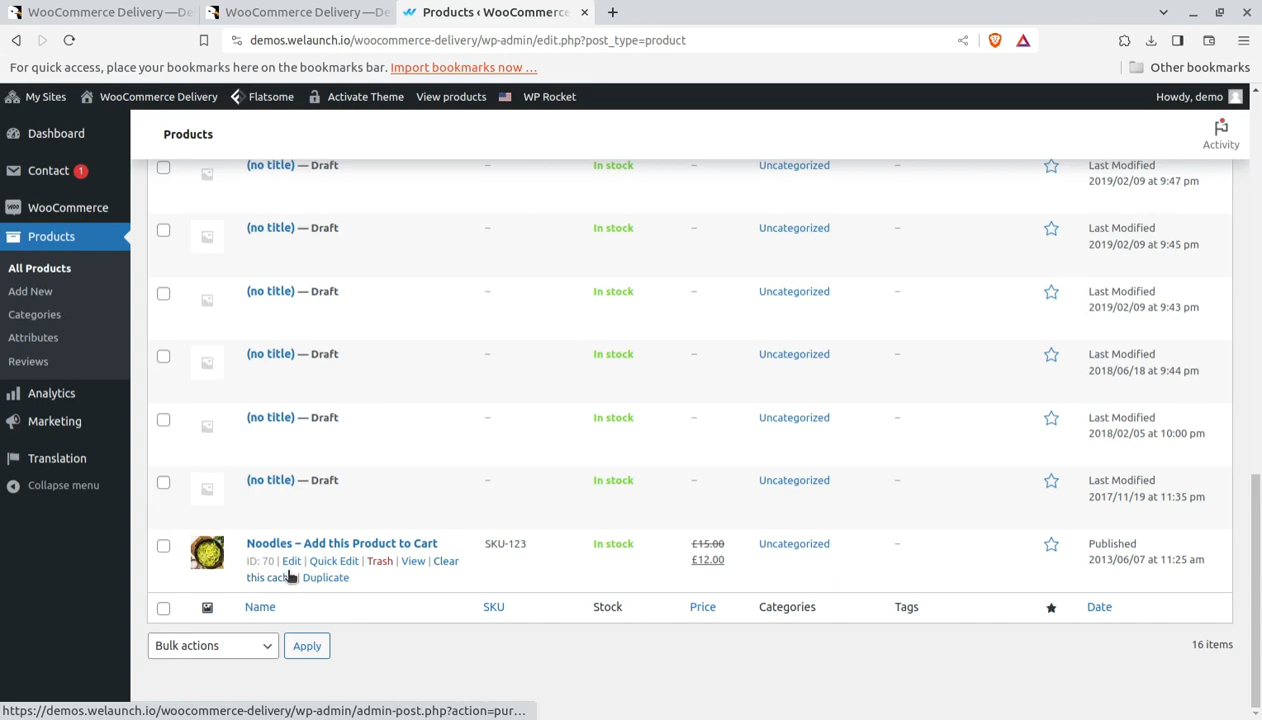 WooCommerce Delivery —De
WooCommerce Delivery —De
Products ‹ WooCommerce
demos.welaunch.io/woocommerce-delivery/wp-admin/edit.php?post_type=product
For quick access, place your bookmarks here on the bookmarks bar. Import bookmarks now …
Other bookmarks
My Sites
WooCommerce Delivery
Flatsome
Activate Theme
View products
WP Rocket
Howdy, demo
Dashboard
Contact 1
WooCommerce
Products
All Products
Add New
Categories
Attributes
Reviews
Analytics
Marketing
Translation
Collapse menu
Products
Activity
(no title) — Draft – In stock – Uncategorized – Last Modified
2019/02/09 at 9:47 pm
(no title) — Draft – In stock – Uncategorized – Last Modified
2019/02/09 at 9:45 pm
(no title) — Draft – In stock – Uncategorized – Last Modified
2019/02/09 at 9:43 pm
(no title) — Draft – In stock – Uncategorized – Last Modified
2018/06/18 at 9:44 pm
(no title) — Draft – In stock – Uncategorized – Last Modified
2018/02/05 at 10:00 pm
(no title) — Draft – In stock – Uncategorized – Last Modified
2017/11/19 at 11:35 pm
Noodles – Add this Product to Cart SKU-123 In stock £15.00 Uncategorized – Published
ID: 70 | Edit | Quick Edit | Trash | View | Clear £12.00 2013/06/07 at 11:25 am
this cache | Duplicate
Name SKU Stock Price Categories Tags Date
Bulk actions Apply 16 items
https://demos.welaunch.io/woocommerce-delivery/wp-admin/admin-post.php?action=pur…